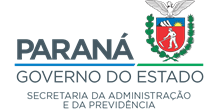 PARANÁ
GOVERNO DO ESTADO
SECRETARIA DA ADMINISTRAÇÃO
E DA PREVIDÊNCIA